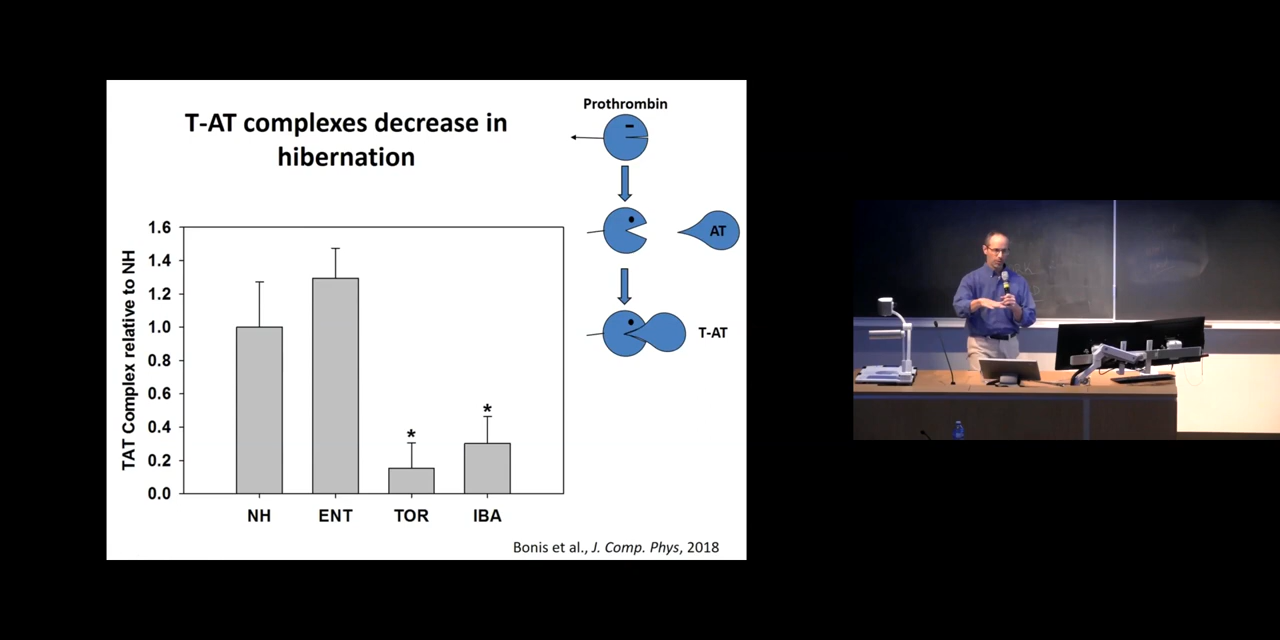 T-AT complexes decrease in
hibernation
Prothrombin
AT
T-AT
TAT Complex relative to NH
1.6
1.4
1.2
1.0
0.8
0.6
0.4
0.2
0.0
*
*
NH ENT TOR IBA
Bonis et al., J. Comp. Phys, 2018